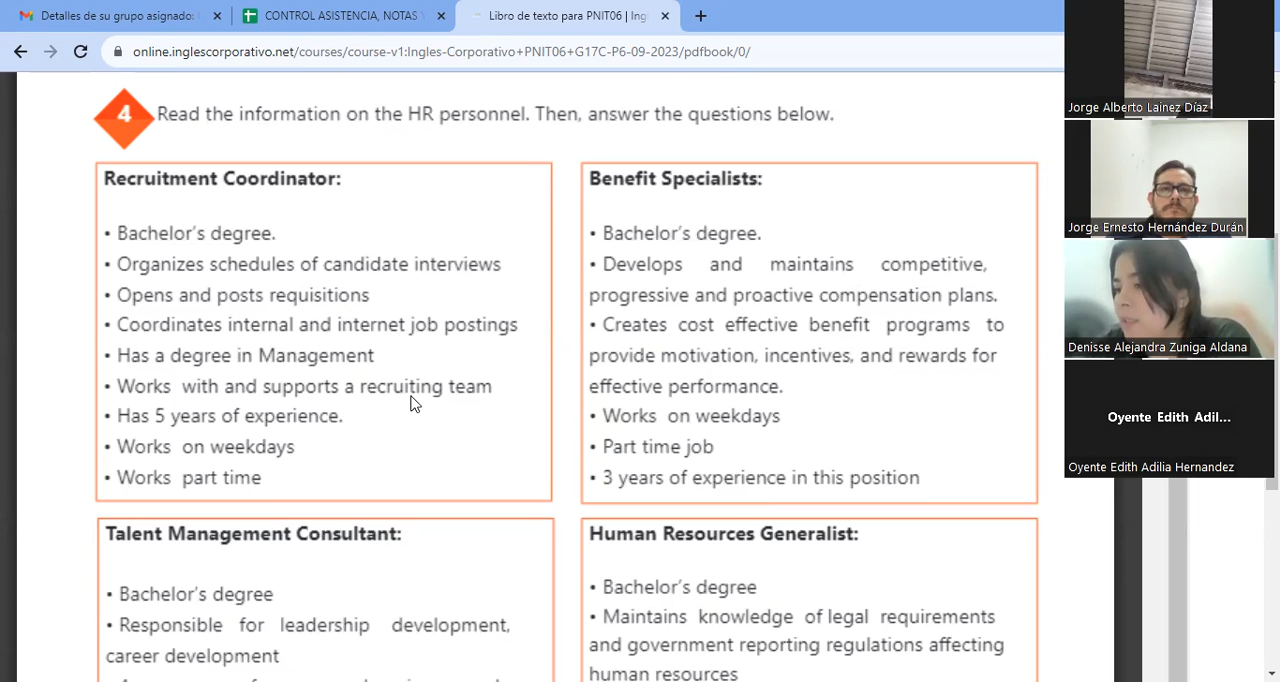 Detalles de su grupo asignado:
CONTROL ASISTENCIA, NOTAS Y
Libro de texto para PNIT06 | Ing
online.inglescorporativo.net/courses/course-v1:Ingles-Corporativo+PNIT06+G17C-P6-09-2023/pdfbook/0/
4 Read the information on the HR personnel. Then, answer the questions below.
Recruitment Coordinator:
• Bachelor's degree.
• Organizes schedules of candidate interviews
• Opens and posts requisitions
• Coordinates internal and internet job postings
• Has a degree in Management
• Works with and supports a recruiting team
• Has 5 years of experience.
• Works on weekdays
• Works part time
Benefit Specialists:
• Bachelor's degree.
• Develops and maintains competitive,
progressive and proactive compensation plans.
• Creates cost effective benefit programs to
provide motivation, incentives, and rewards for
effective performance.
• Works on weekdays
• Part time job
• 3 years of experience in this position
Talent Management Consultant:
• Bachelor's degree
• Responsible for leadership development,
career development
Human Resources Generalist:
• Bachelor's degree
• Maintains knowledge of legal requirements
and government reporting regulations affecting
human resources
Jorge Alberto Lainez Díaz
Jorge Ernesto Hernández Durán
Denisse Alejandra Zuniga Aldana
Oyente Edith Adil...
Oyente Edith Adilia Hernandez